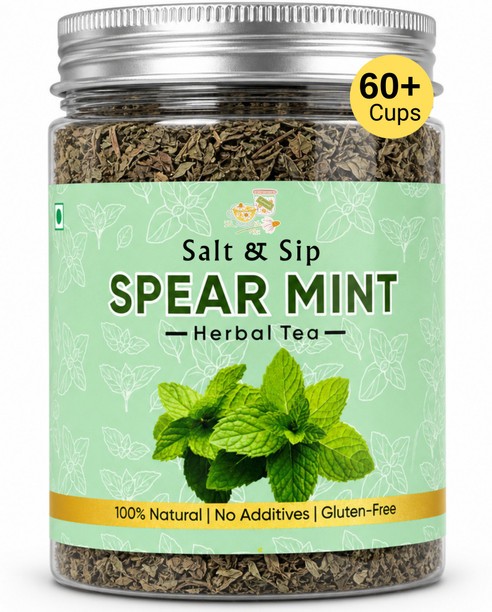 60+
Cups
Salt & Sip
SPEAR MINT
Herbal Tea
100% Natural | No Additives | Gluten-Free